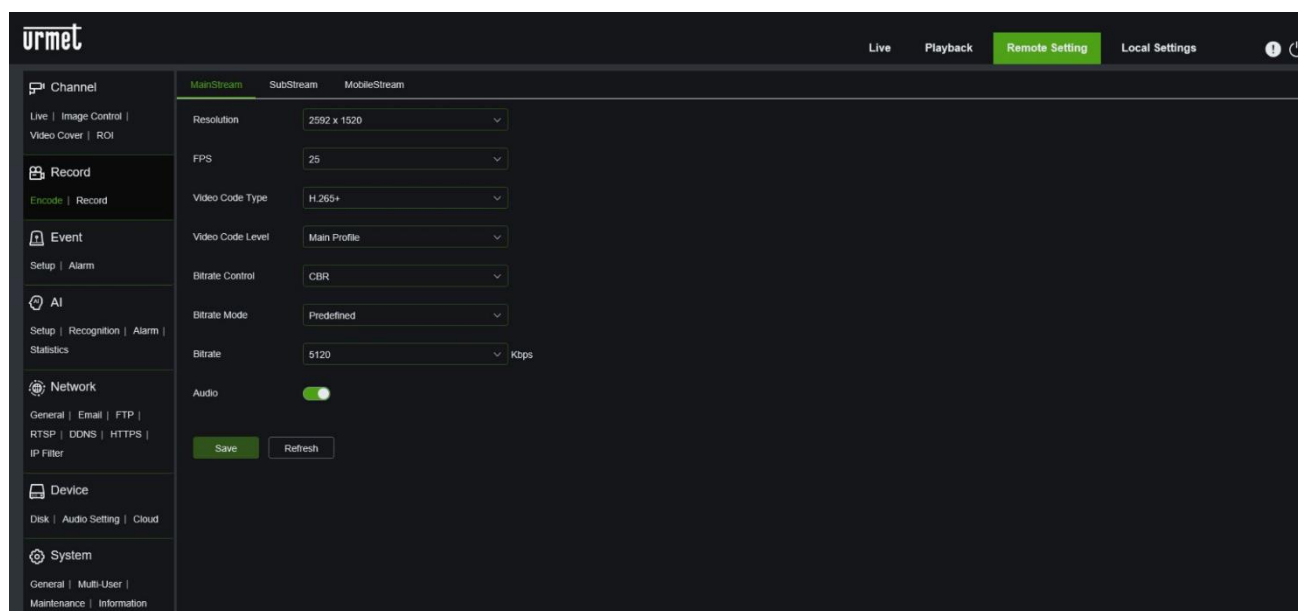 urmet
Live Playback Remote Setting Local Settings
Channel
Live | Image Control |
Video Cover | ROI
Record
Encode | Record
Event
Setup | Alarm
AI
Setup | Recognition | Alarm |
Statistics
Network
General | Email | FTP |
RTSP | DDNS | HTTPS |
IP Filter
Device
Disk | Audio Setting | Cloud
System
General | Multi-User |
Maintenance | Information
MainStream SubStream MobileStream
Resolution 2592 x 1520
FPS 25
Video Code Type H.265+
Video Code Level Main Profile
Bitrate Control CBR
Bitrate Mode Predefined
Bitrate 5120 Kbps
Audio
Save Refresh